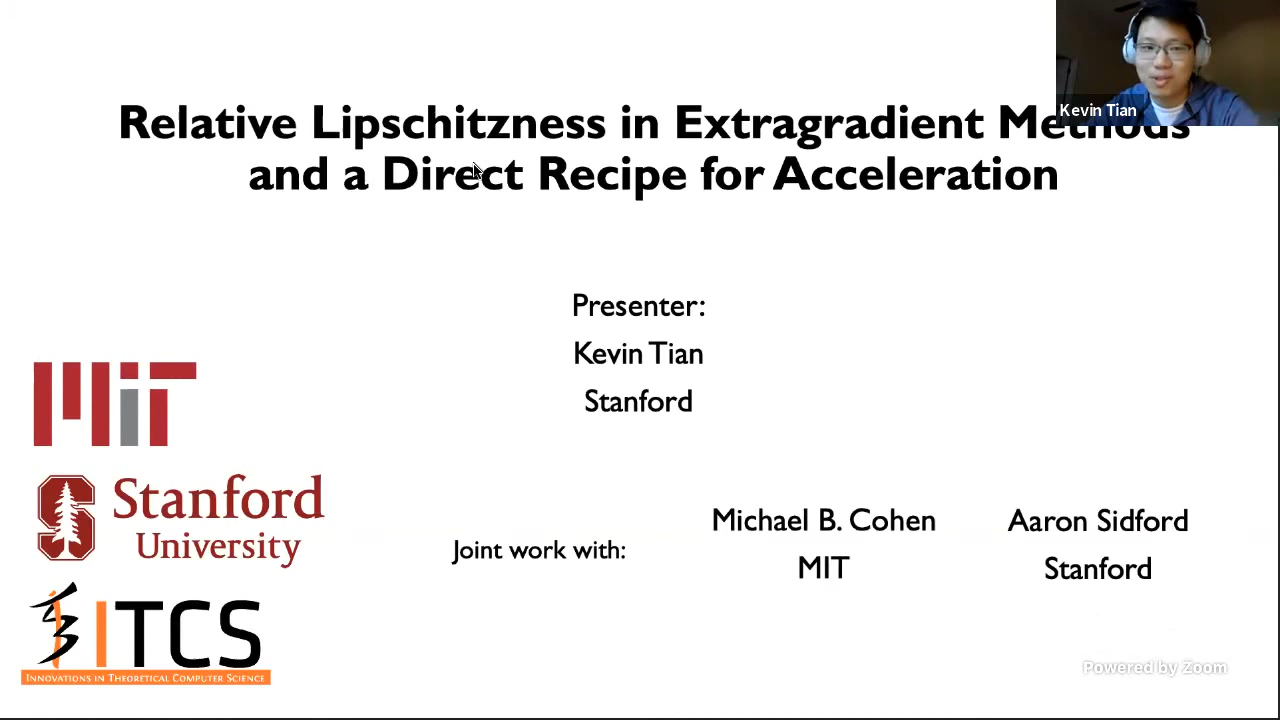 Relative Lipschitzness in Extragradient Methods
and a Direct Recipe for Acceleration
Kevin Tian
Presenter:
Kevin Tian
Stanford
MIT
Stanford
University
ITCS
INNOVATIONS IN THEORETICAL COMPUTER SCIENCE
Joint work with:
Michael B. Cohen
MIT
Aaron Sidford
Stanford
Powered by Zoom